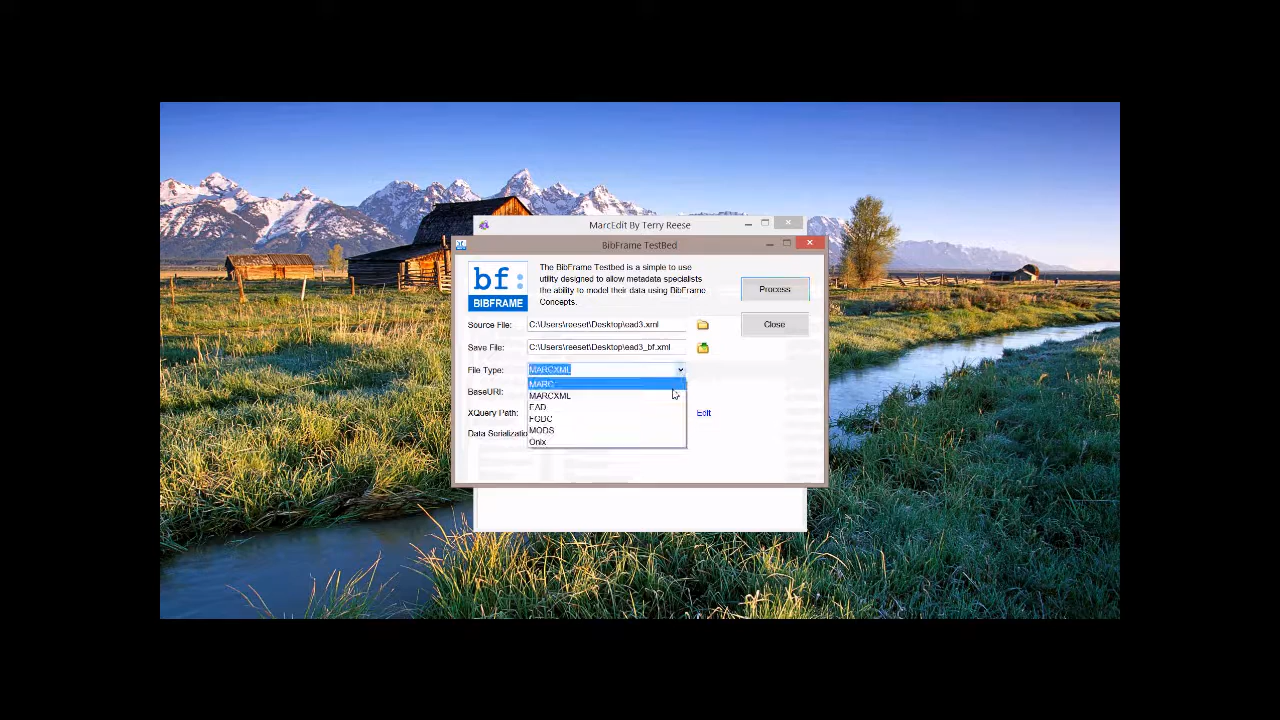 MarcEdit By Terry Reese
BibFrame TestBed
bf:
BIBFRAME
The BibFrame Testbed is a simple to use
utility designed to allow metadata specialists
the ability to model their data using BibFrame
Concepts.
Process
Close
Source File: C:\Users\reeset\Desktop\ead3.xml
Save File: C:\Users\reeset\Desktop\ead3_bf.xml
File Type: MARCXML
MARC
BaseURI: MARCXML
EAD
XQuery Path: FGDC Edit
MODS
Data Serializatio
Onix